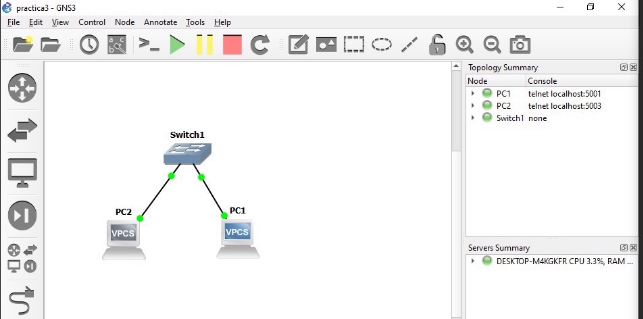 practica3 - GNS3
File Edit View Control Node Annotate Tools Help
Topology Summary
Node Console
PC1 telnet localhost:5001
PC2 telnet localhost:5003
Switch1 none
Switch1
PC2
PC1
VPCS
VPCS
Servers Summary
DESKTOP-M4KGKFR CPU 3.3%, RAM ...